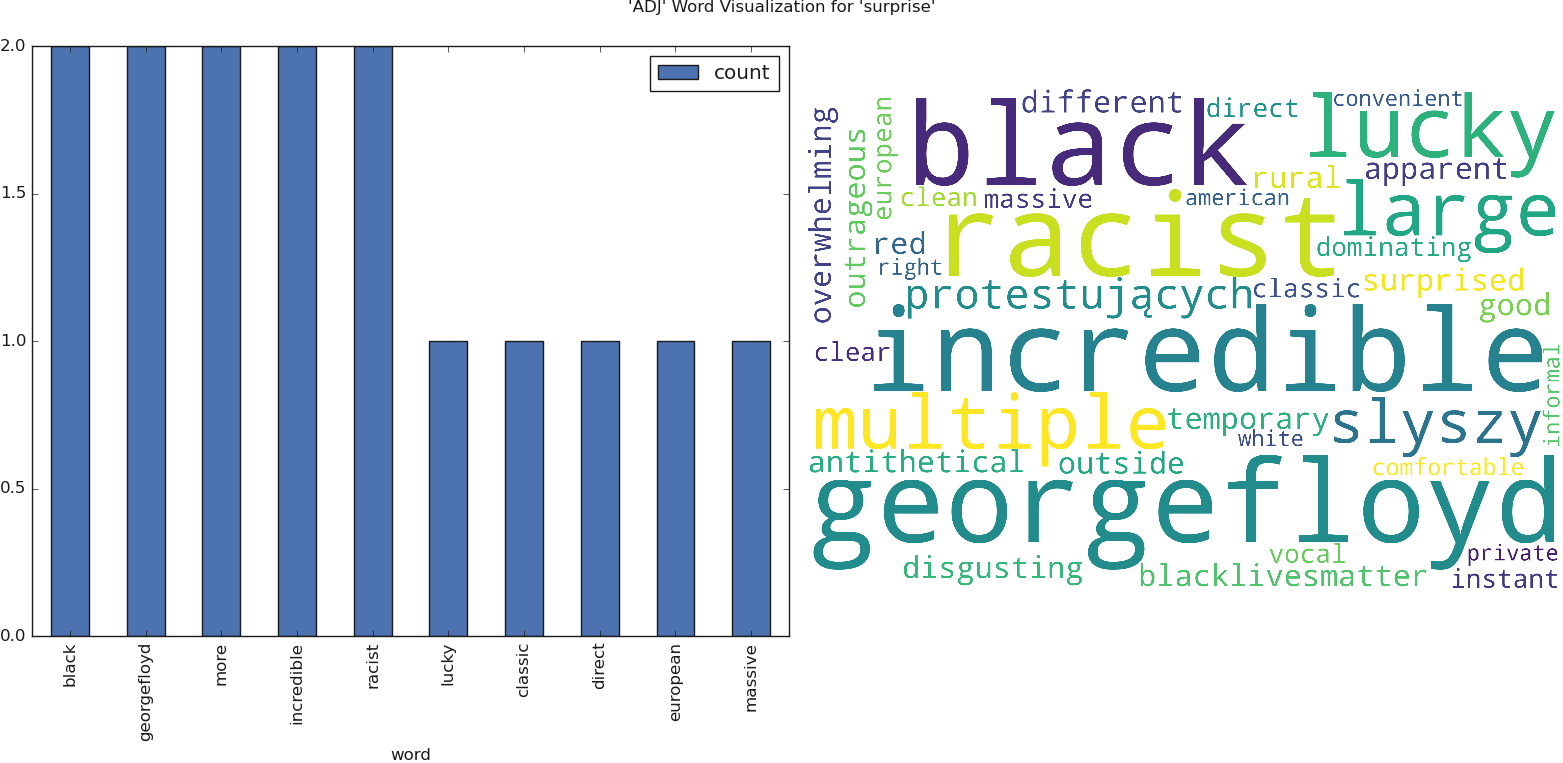 'ADJ' Word Visualization for 'surprise'
2.0
1.5
1.0
0.5
0.0
count
black
georgefloyd
more
incredible
racist
lucky
classic
direct
european
massive
word
overwhelming
outrageous
european
different
black
direct
convenient
lucky
rural
apparent
clean
massive
american
large
racist
red
right
dominating
protestujących
classic
surprised
good
clear
incredible
informal
multiple
temporary
slyszy
white
antithetical
outside
comfortable
georgefloyd
disgusting
vocal
private
blacklivesmatter
instant